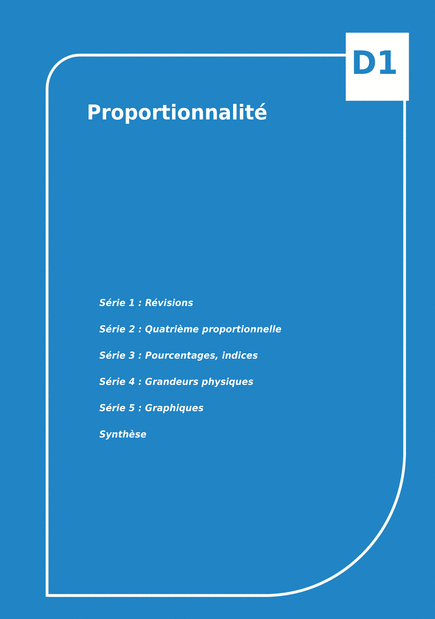 D1
Proportionnalité
Série 1 : Révisions
Série 2 : Quatrième proportionnelle
Série 3 : Pourcentages, indices
Série 4 : Grandeurs physiques
Série 5 : Graphiques
Synthèse